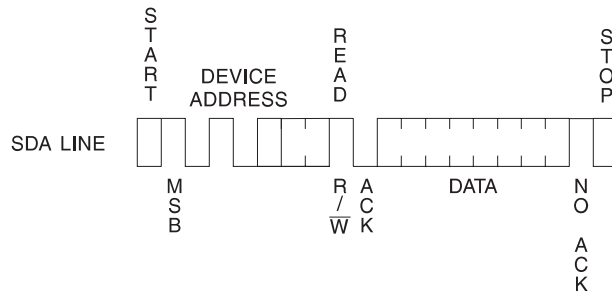 START
DEVICE
ADDRESS
READ
STOP
SDA LINE
MSB
R/W
ACK
DATA
NO ACK